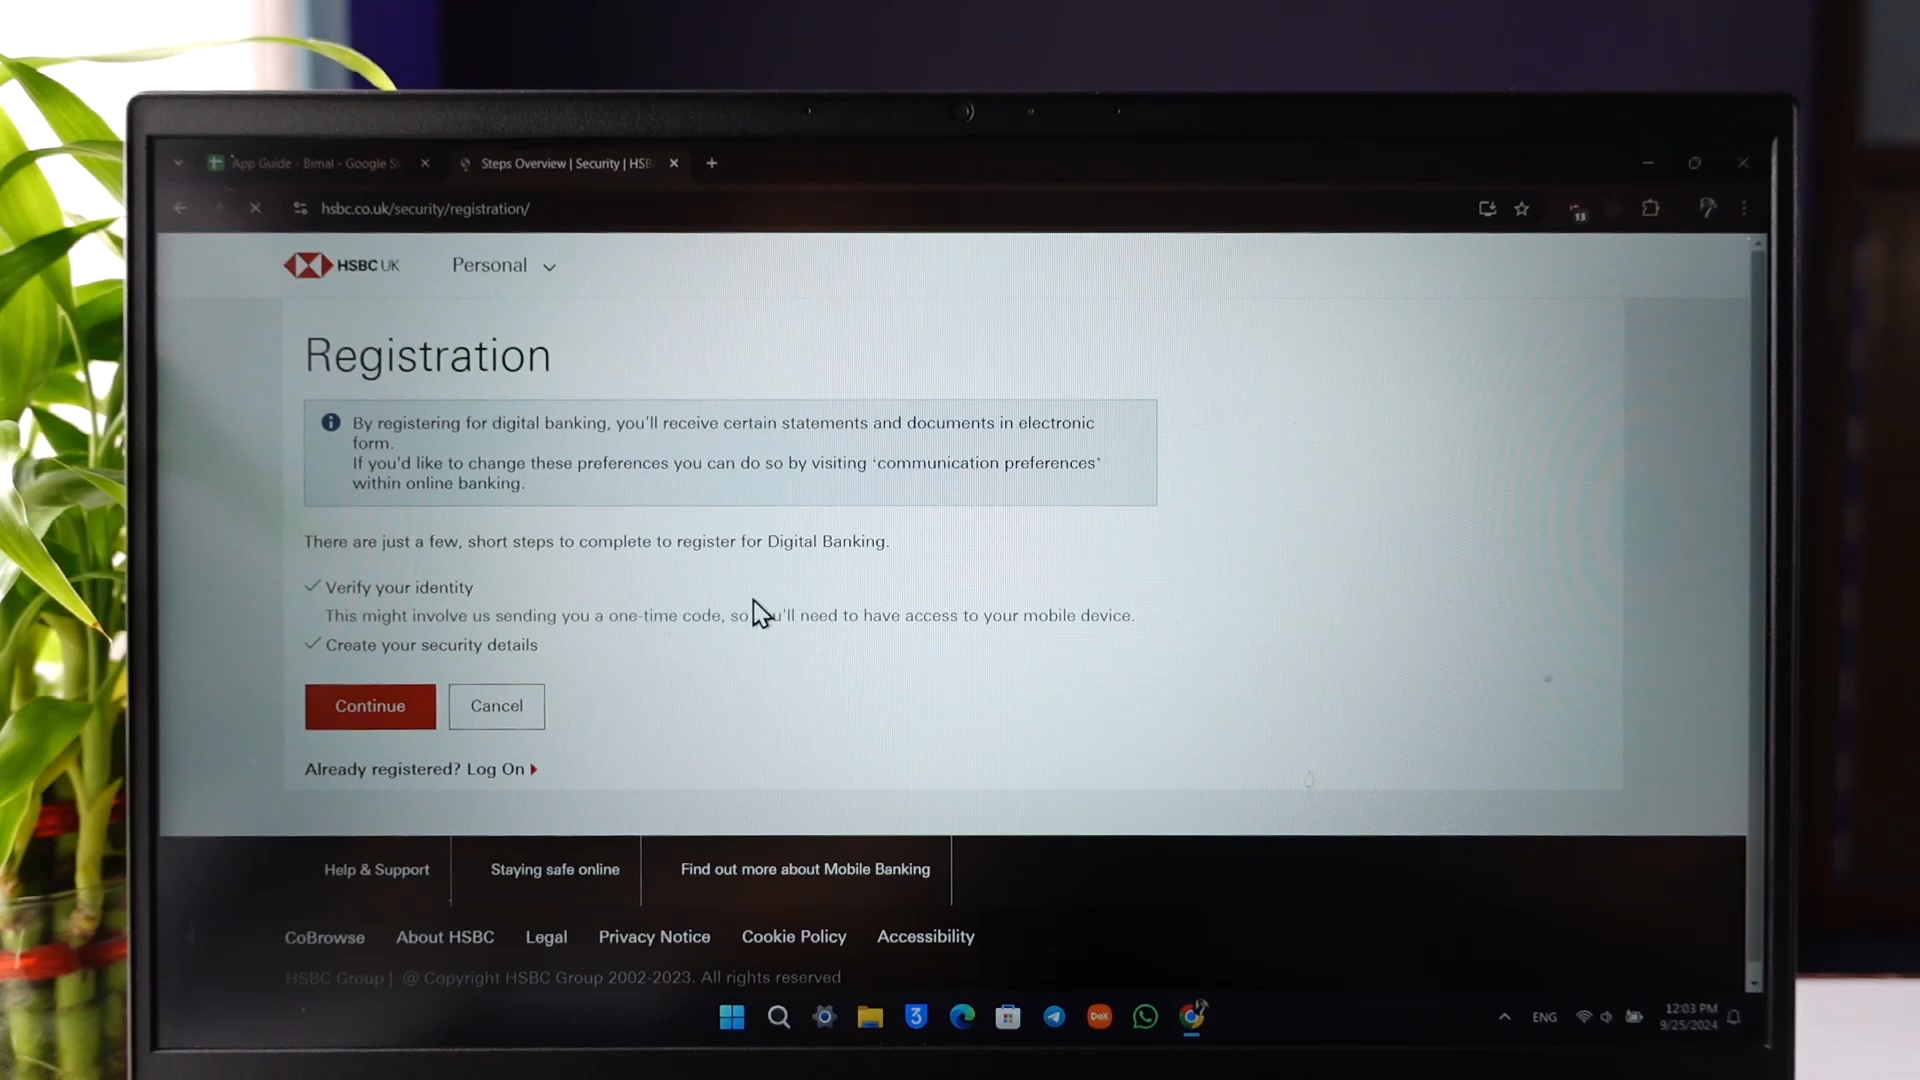 App Guide - Bimal - Google S
Steps Overview | Security | HSB
hsbc.co.uk/security/registration/
13
HSBC UK
Personal
Registration
By registering for digital banking, you'll receive certain statements and documents in electronic
form.
If you'd like to change these preferences you can do so by visiting 'communication preferences'
within online banking.
There are just a few, short steps to complete to register for Digital Banking.
Verify your identity
This might involve us sending you a one-time code, so you'll need to have access to your mobile device.
Create your security details
Continue
Cancel
Already registered? Log On
Help & Support
Staying safe online
Find out more about Mobile Banking
CoBrowse
About HSBC
Legal
Privacy Notice
Cookie Policy
Accessibility
HSBC Group | @ Copyright HSBC Group 2002-2023. All rights reserved
3
DoX
ENG
12:03 PM
9/25/2024